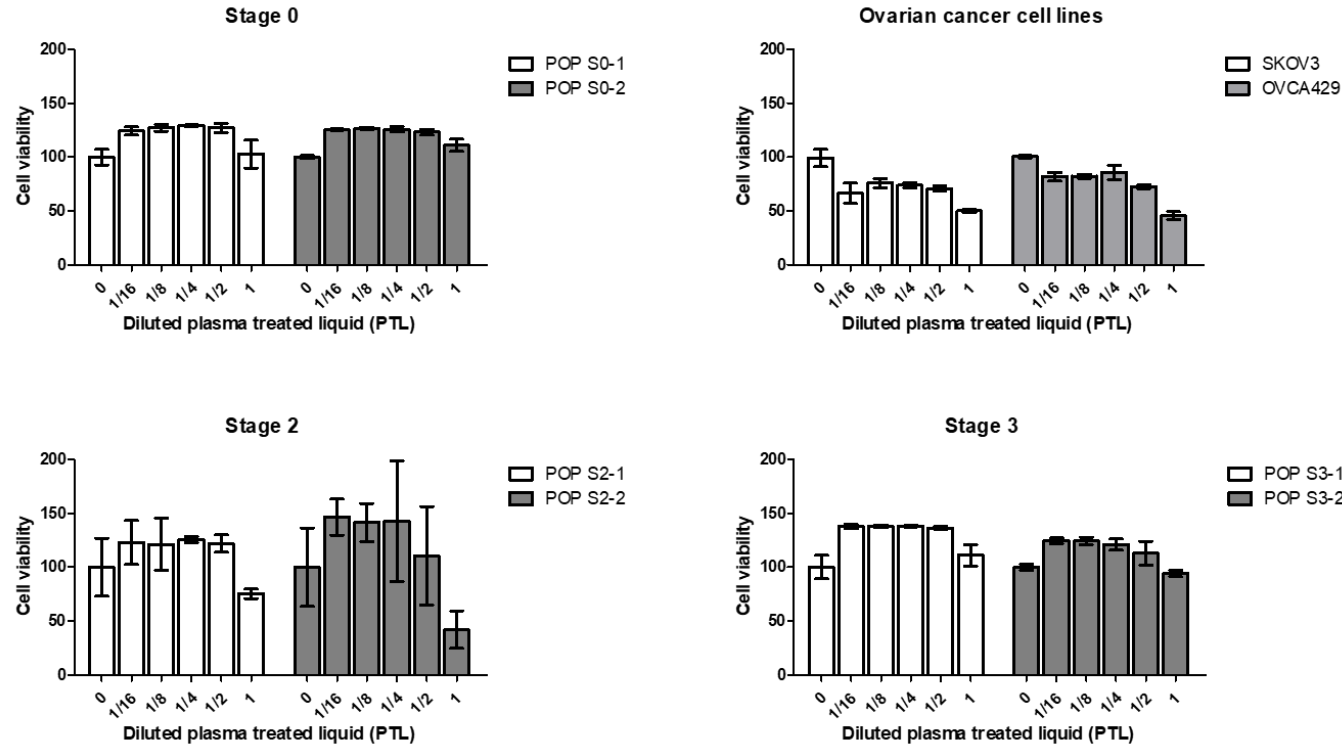 Stage 0
200
150
100
50
0
Cell viability
POP S0-1
POP S0-2
0 1/16 1/8 1/4 1/2 1 0 1/16 1/8 1/4 1/2 1
Diluted plasma treated liquid (PTL)
Ovarian cancer cell lines
200
150
100
50
0
Cell viability
SKOV3
OVCA429
0 1/16 1/8 1/4 1/2 1 0 1/16 1/8 1/4 1/2 1
Diluted plasma treated liquid (PTL)
Stage 2
200
150
100
50
0
Cell viability
POP S2-1
POP S2-2
0 1/16 1/8 1/4 1/2 1 0 1/16 1/8 1/4 1/2 1
Diluted plasma treated liquid (PTL)
Stage 3
200
150
100
50
0
Cell viability
POP S3-1
POP S3-2
0 1/16 1/8 1/4 1/2 1 0 1/16 1/8 1/4 1/2 1
Diluted plasma treated liquid (PTL)